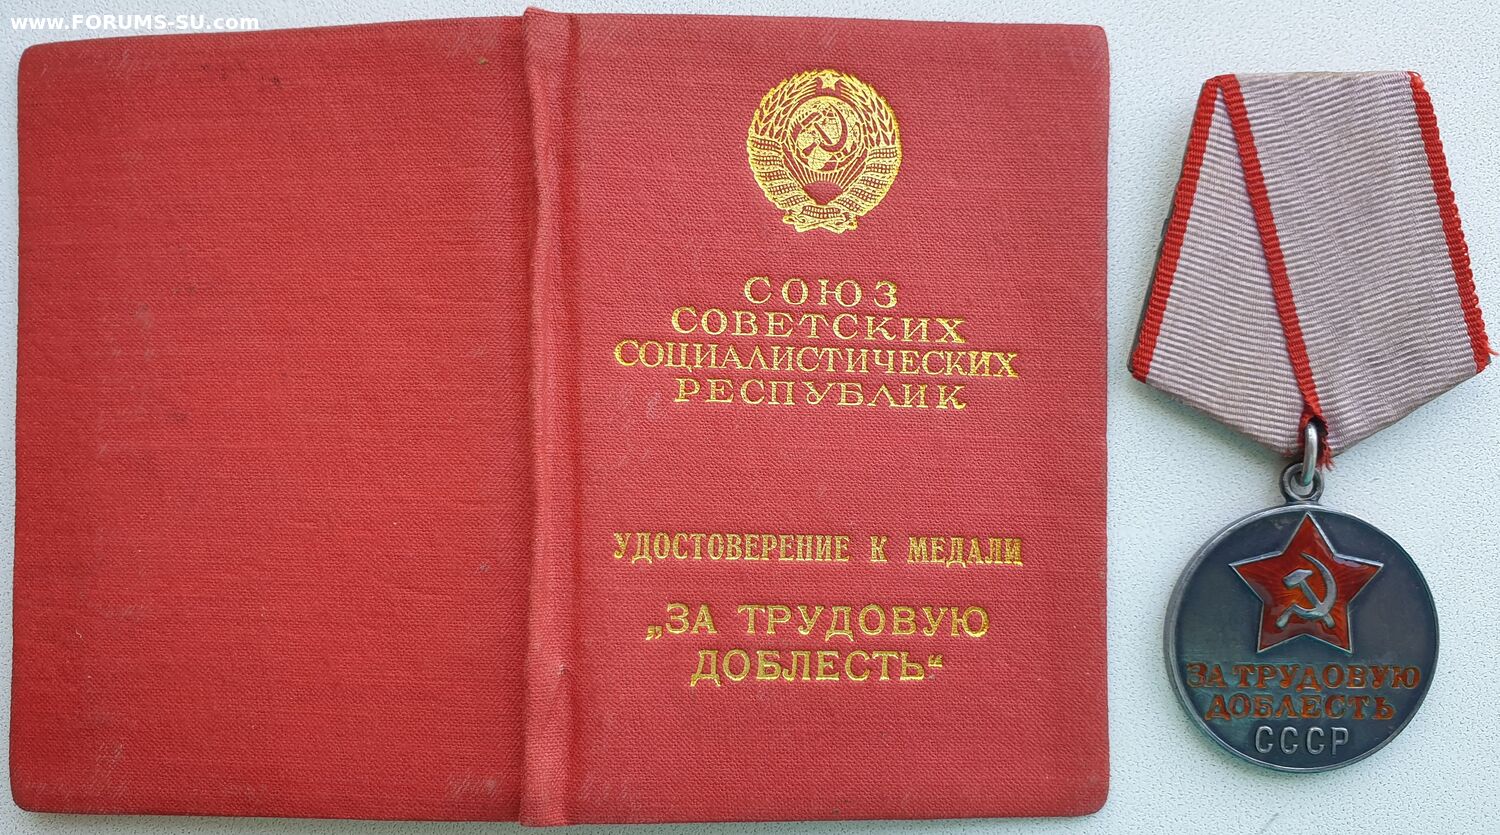 www.FORUMS-SU.com
СОЮЗ
СОВЕТСКИХ
СОЦИАЛИСТИЧЕСКИХ
РЕСПУБЛИК
УДОСТОВЕРЕНИЕ К МЕДАЛИ
„ЗА ТРУДОВУЮ
ДОБЛЕСТЬ“
ЗА ТРУДОВУЮ
ДОБЛЕСТЬ
СССР